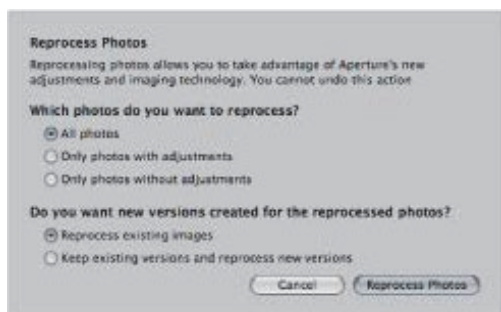 Reprocess Photos
Reprocessing photos allows you to take advantage of Aperture's new
adjustments and imaging technology. You cannot undo this action
Which photos do you want to reprocess?
All photos
Only photos with adjustments
Only photos without adjustments
Do you want new versions created for the reprocessed photos?
Reprocess existing images
Keep existing versions and reprocess new versions
Cancel Reprocess Photos